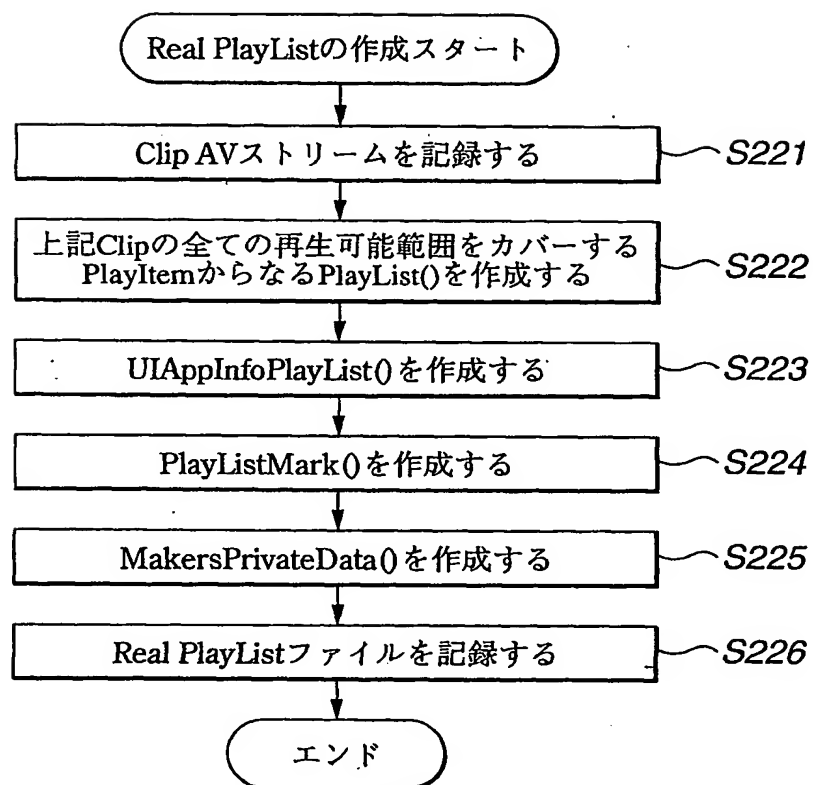 Real PlayListの作成スタート
Clip AVストリームを記録する
S221
上記Clipの全ての再生可能範囲をカバーする
PlayItemからなるPlayList()を作成する
S222
UIAppInfoPlayList()を作成する
S223
PlayListMark()を作成する
S224
MakersPrivateData()を作成する
S225
Real PlayListファイルを記録する
S226
エンド